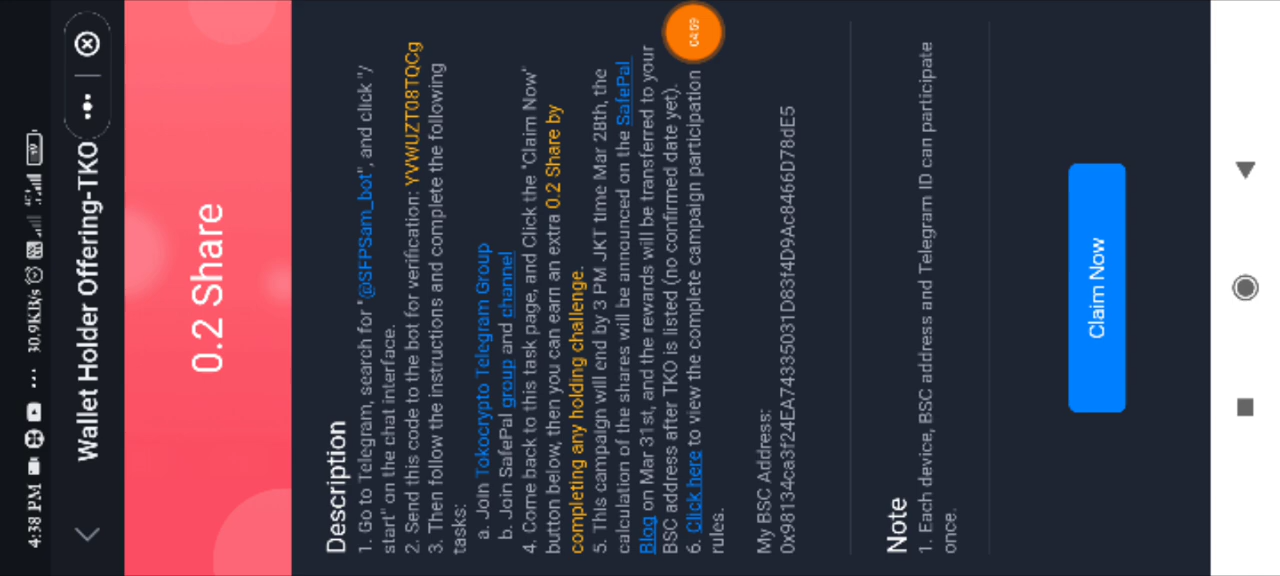 4:38 PM ... 30.9KB/s
Wallet Holder Offering-TKO
0.2 Share
Description
1. Go to Telegram, search for "@SFPSam_bot", and click "/
start" on the chat interface.
2. Send this code to the bot for verification: YVWUZT08TQCg
3. Then follow the instructions and complete the following
tasks:
a. Join Tokocrypto Telegram Group
b. Join SafePal group and channel
4. Come back to this task page, and Click the "Claim Now"
button below, then you can earn an extra 0.2 Share by
completing any holding challenge.
5. This campaign will end by 3 PM JKT time Mar 28th, the
calculation of the shares will be announced on the SafePal
Blog on Mar 31st, and the rewards will be transferred to your
BSC address after TKO is listed (no confirmed date yet).
6. Click here to view the complete campaign participation
rules.
04:59
My BSC Address:
0x98134ca3f24EA74335031D83f4D9Ac8466D78dE5
Note
1. Each device, BSC address and Telegram ID can participate
once.
Claim Now